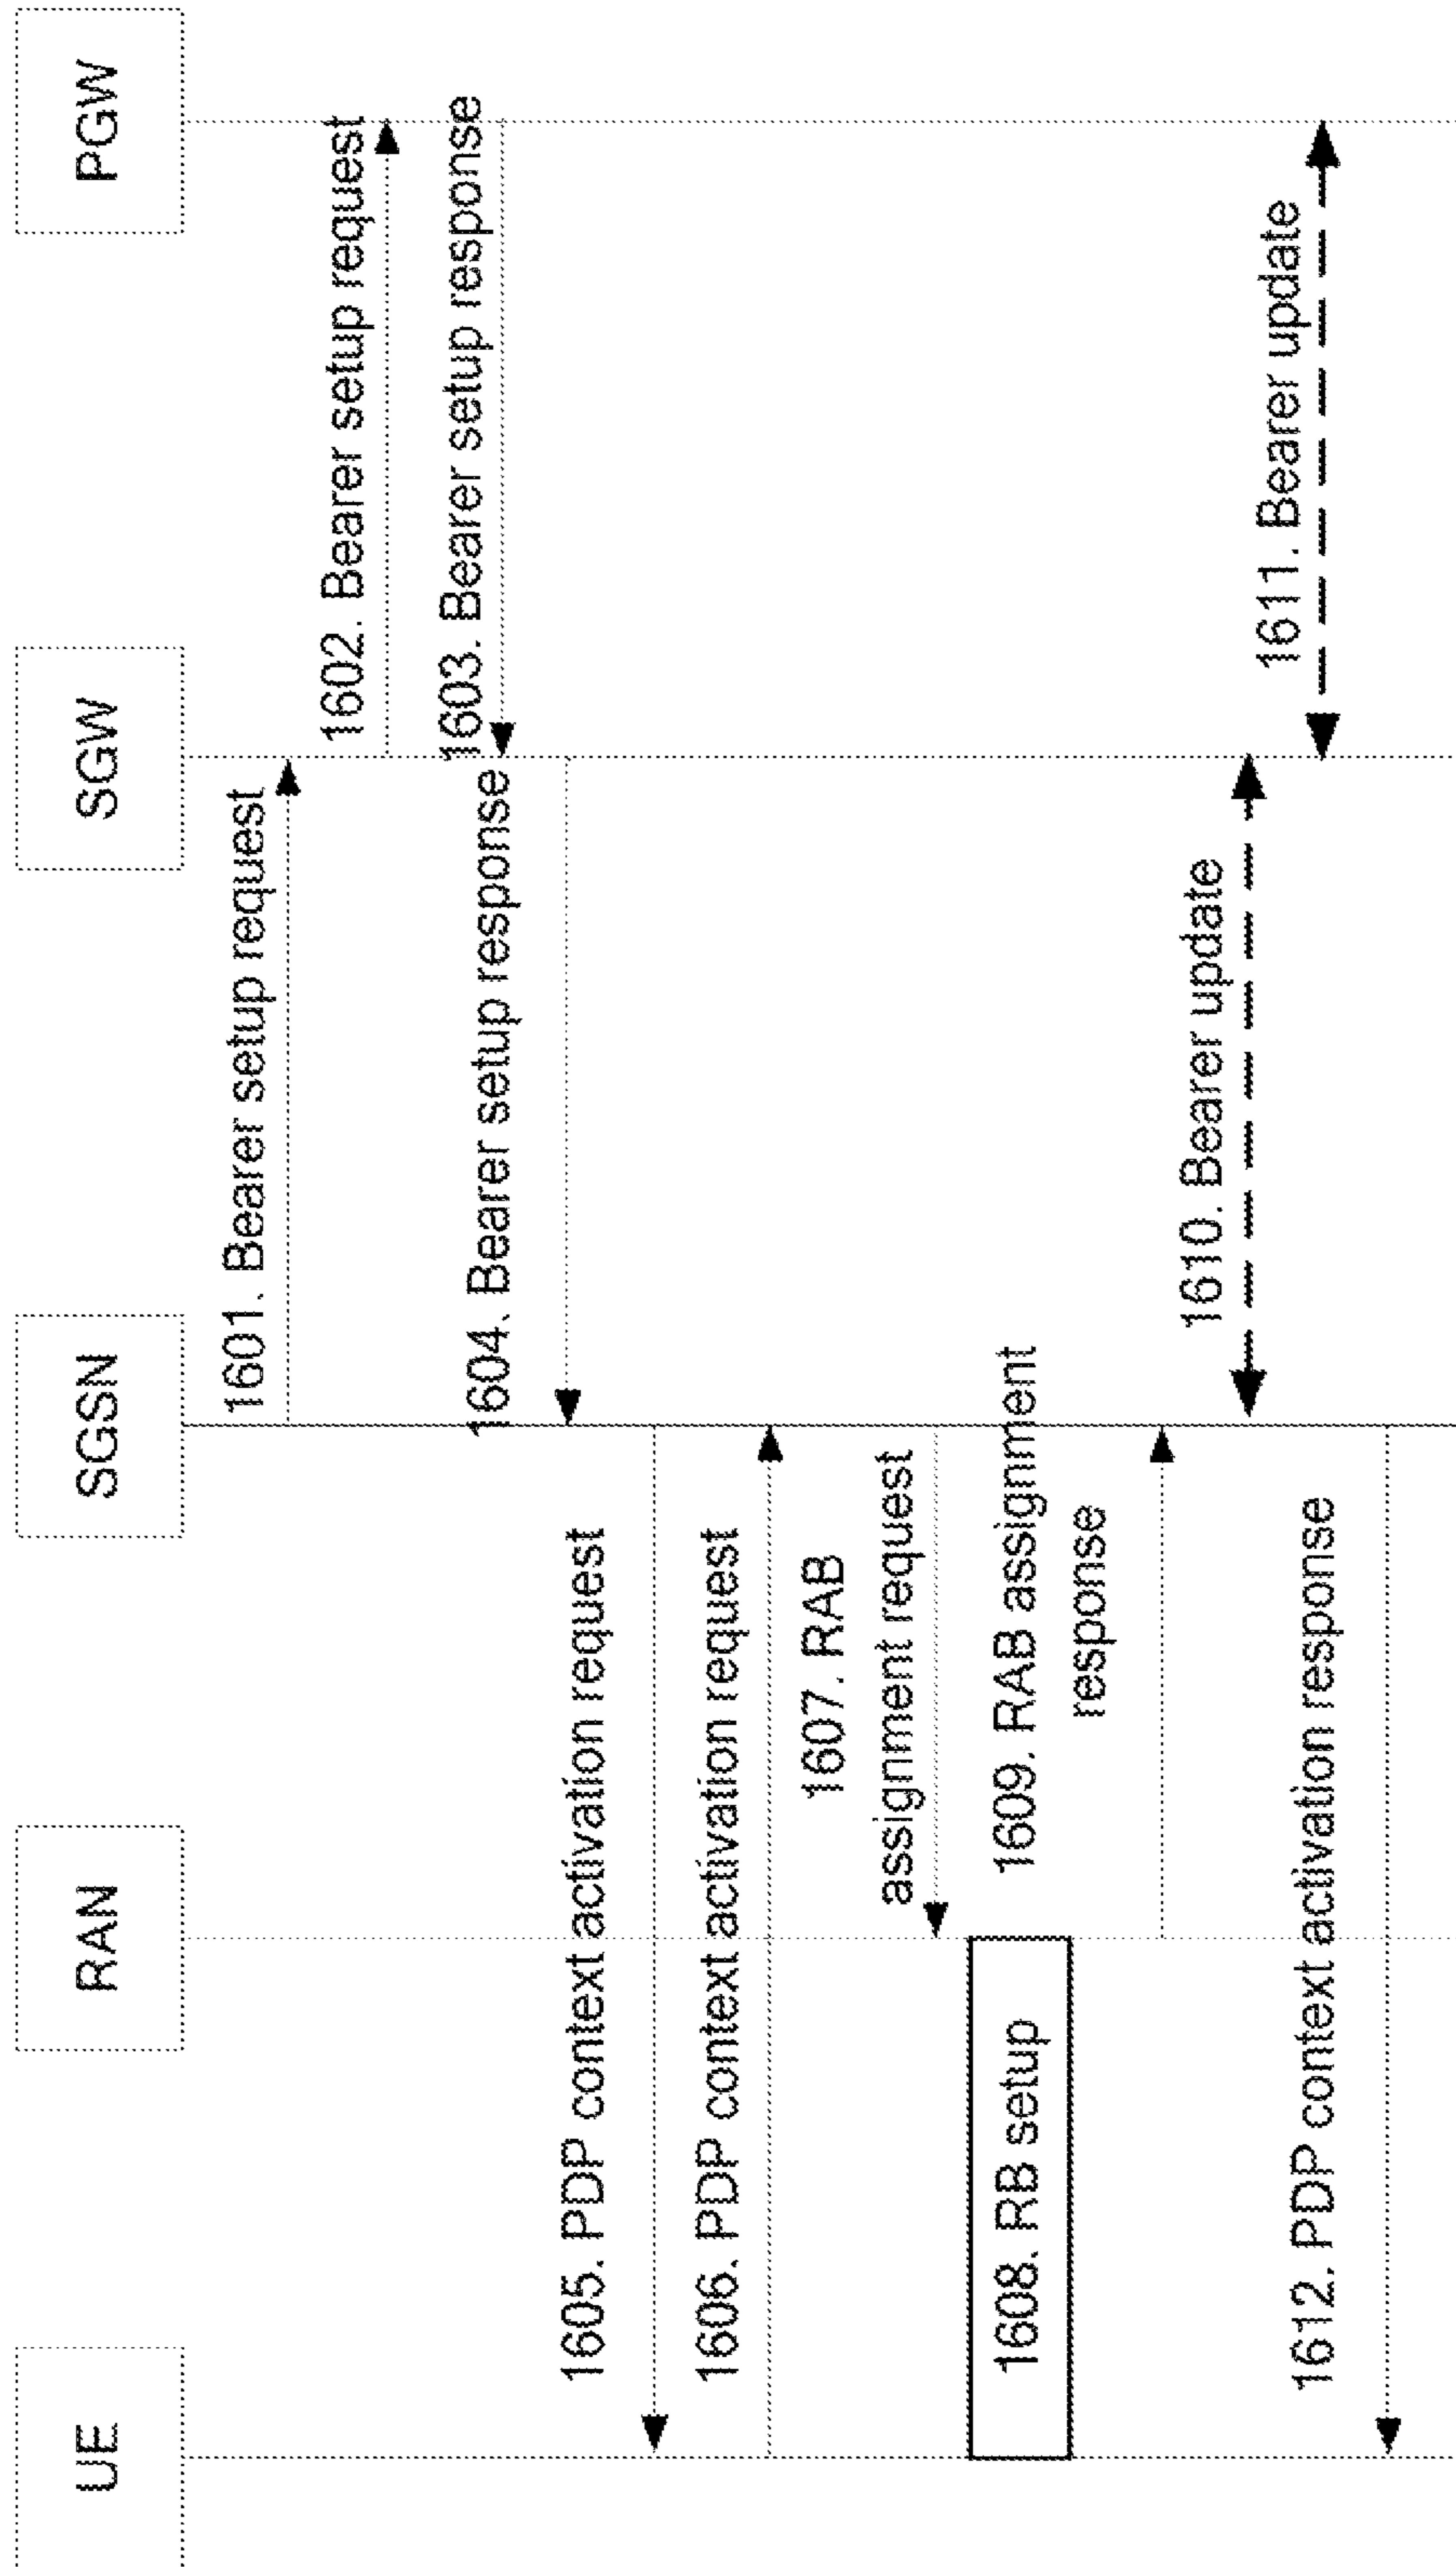 UE
RAN
SGSN
SGW
PGW
1601. Bearer setup request
1602. Bearer setup request
1603. Bearer setup response
1604. Bearer setup response
1605. PDP context activation request
1606. PDP context activation request
1607. RAB
assignment request
1608. RB setup
1609. RAB assignment
response
1610. Bearer update
1611. Bearer update
1612. PDP context activation response